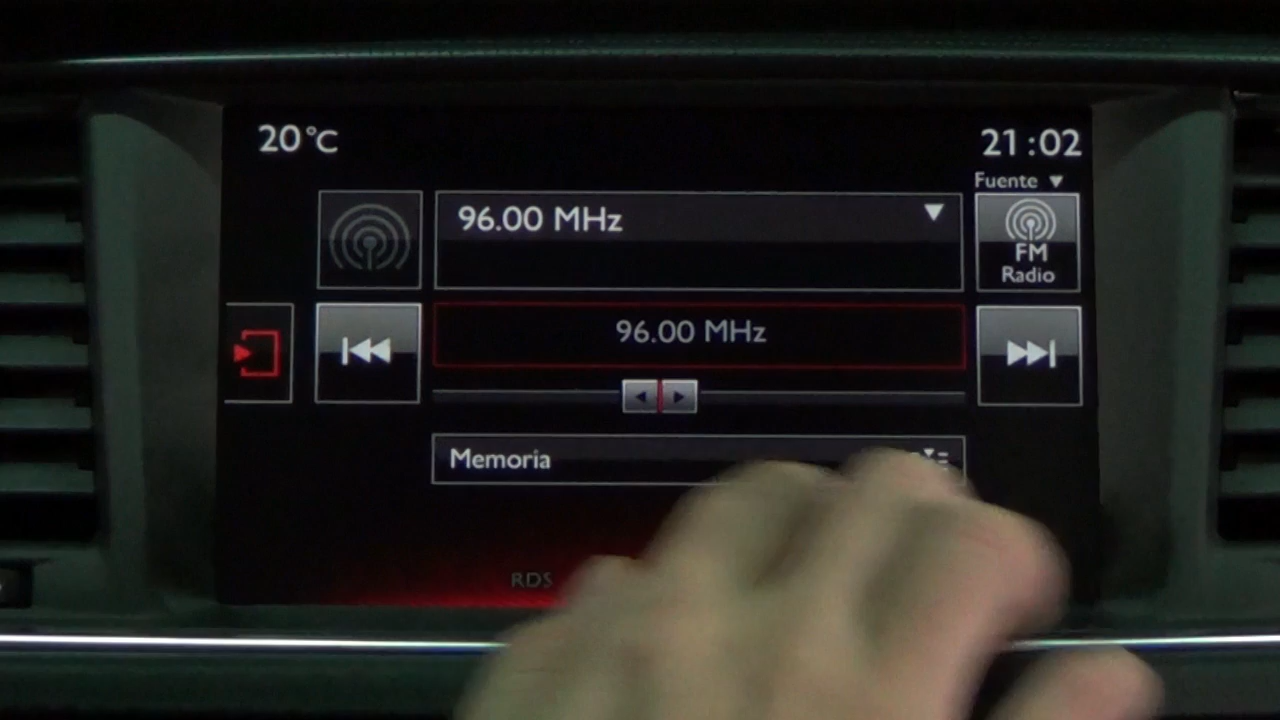 20°C
21:02
Fuente
96.00 MHz
FM
Radio
96.00 MHz
Memoria
RDS